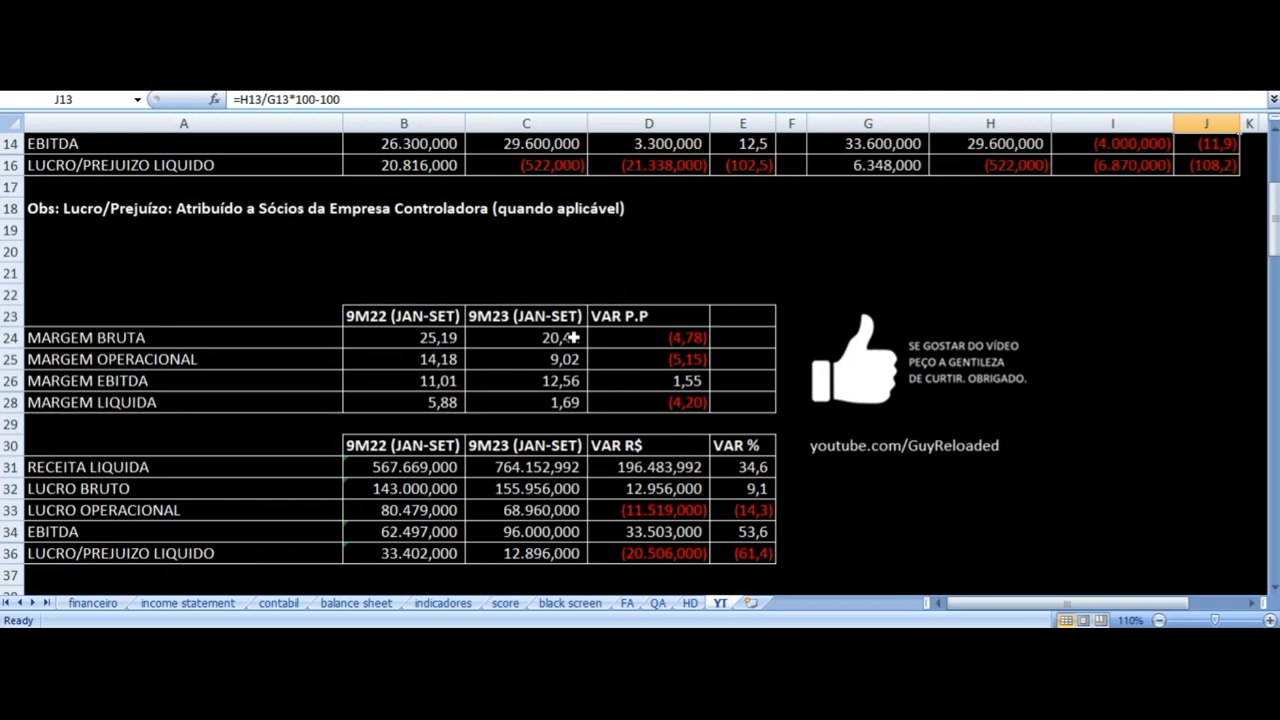 J13 fx =H13/G13*100-100
A B C D E F G H I J K
14 EBITDA 26.300,000 29.600,000 3.300,000 12,5 33.600,000 29.600,000 (4.000,000) (11,9)
16 LUCRO/PREJUIZO LIQUIDO 20.816,000 (522,000) (21.338,000) (102,5) 6.348,000 (522,000) (6.870,000) (108,2)
17
18 Obs: Lucro/Prejuízo: Atribuído a Sócios da Empresa Controladora (quando aplicável)
19
20
21
22
23 9M22 (JAN-SET) 9M23 (JAN-SET) VAR P.P
24 MARGEM BRUTA 25,19 (4,78)
25 MARGEM OPERACIONAL 14,18 9,02 (5,15)
26 MARGEM EBITDA 11,01 12,56 1,55
28 MARGEM LIQUIDA 5,88 1,69 (4,20)
SE GOSTAR DO VÍDEO
PEÇO A GENTILEZA
DE CURTIR. OBRIGADO.
29
30 9M22 (JAN-SET) 9M23 (JAN-SET) VAR R$ VAR % youtube.com/GuyReloaded
31 RECEITA LIQUIDA 567.669,000 764.152,992 196.483,992 34,6
32 LUCRO BRUTO 143.000,000 155.956,000 12.956,000 9,1
33 LUCRO OPERACIONAL 80.479,000 68.960,000 (11.519,000) (14,3)
34 EBITDA 62.497,000 96.000,000 33.503,000 53,6
36 LUCRO/PREJUIZO LIQUIDO 33.402,000 12.896,000 (20.506,000) (61,4)
37
financeiro income statement contabil balance sheet indicadores score black screen FA QA HD YT
Ready 110%